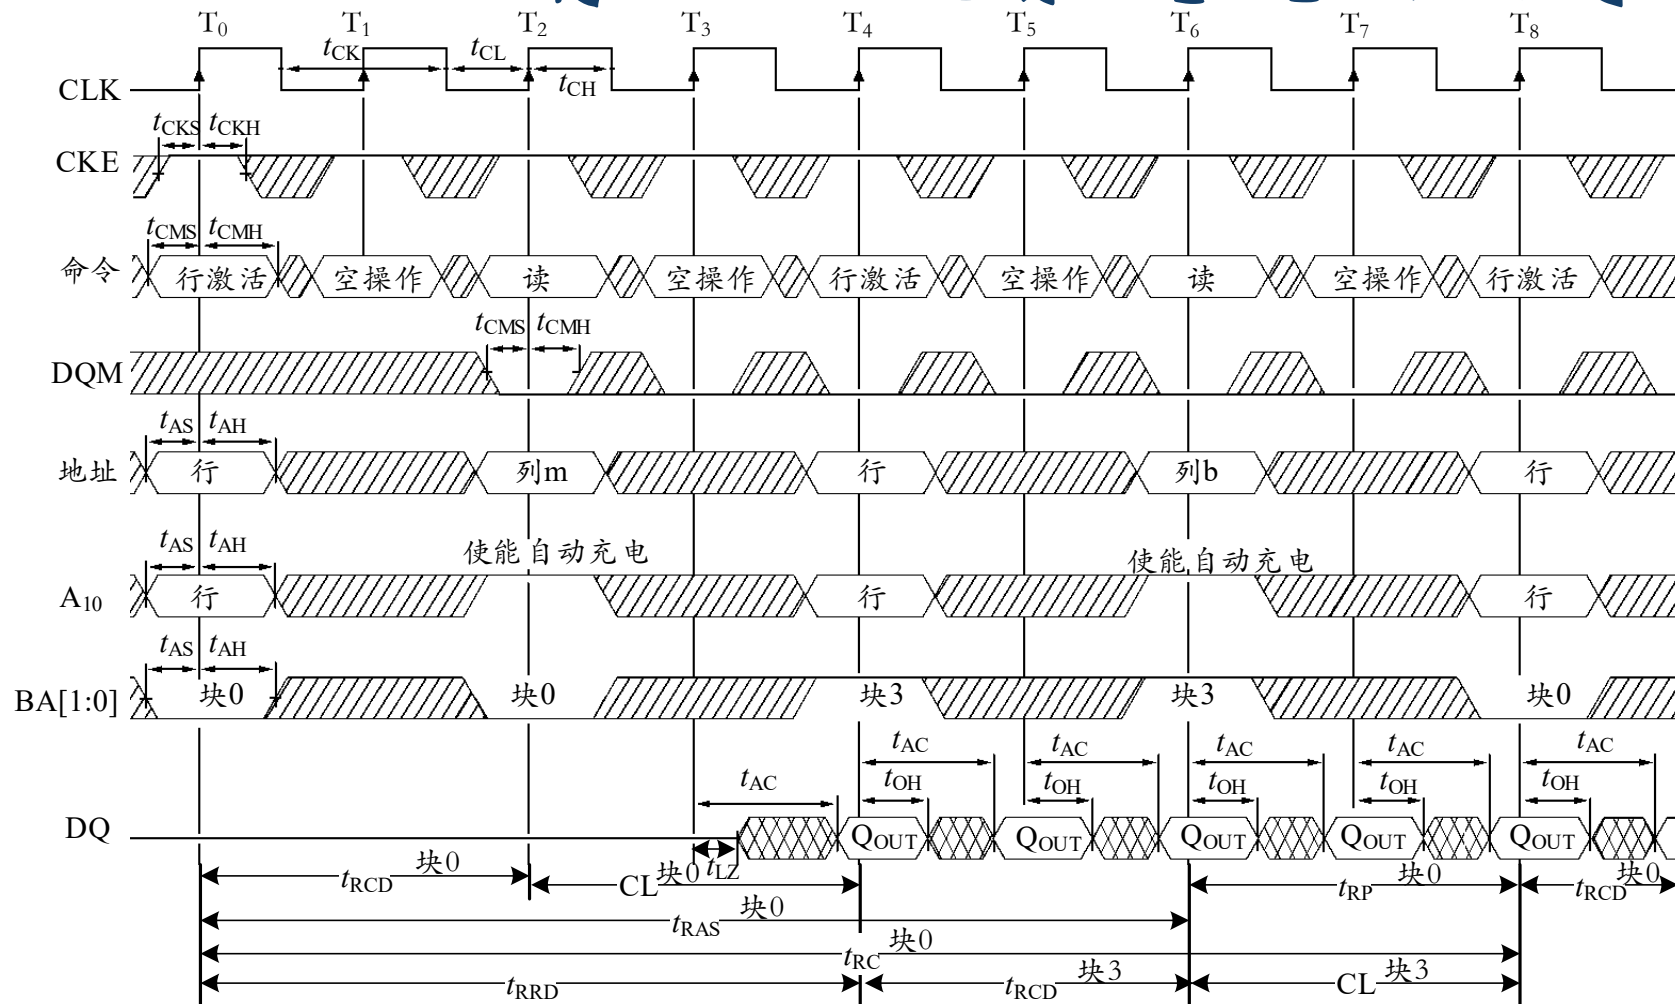 T0 T1 T2 T3 T4 T5 T6 T7 T8
tCK tCL
CLK tCH
tCKS tCKH
CKE
tCMS tCMH
命令 行激活 空操作 读 空操作 行激活 空操作 读 空操作 行激活
tCMS tCMH
DQM
tAS tAH
地址 行 列m 行 列b 行
tAS tAH 使能自动充电 使能自动充电
A10 行 行 行
tAS tAH
BA[1:0] 块0 块0 块3 块3 块0
tAC tAC tAC tAC tAC
tAC tOH tOH tOH tOH tOH
DQ QOUT QOUT QOUT QOUT QOUT
tRCD 块0 CL 块0 tLZ tRP 块0 tRCD 块0
tRAS 块0
tRC 块0
tRRD tRCD 块3 CL 块3